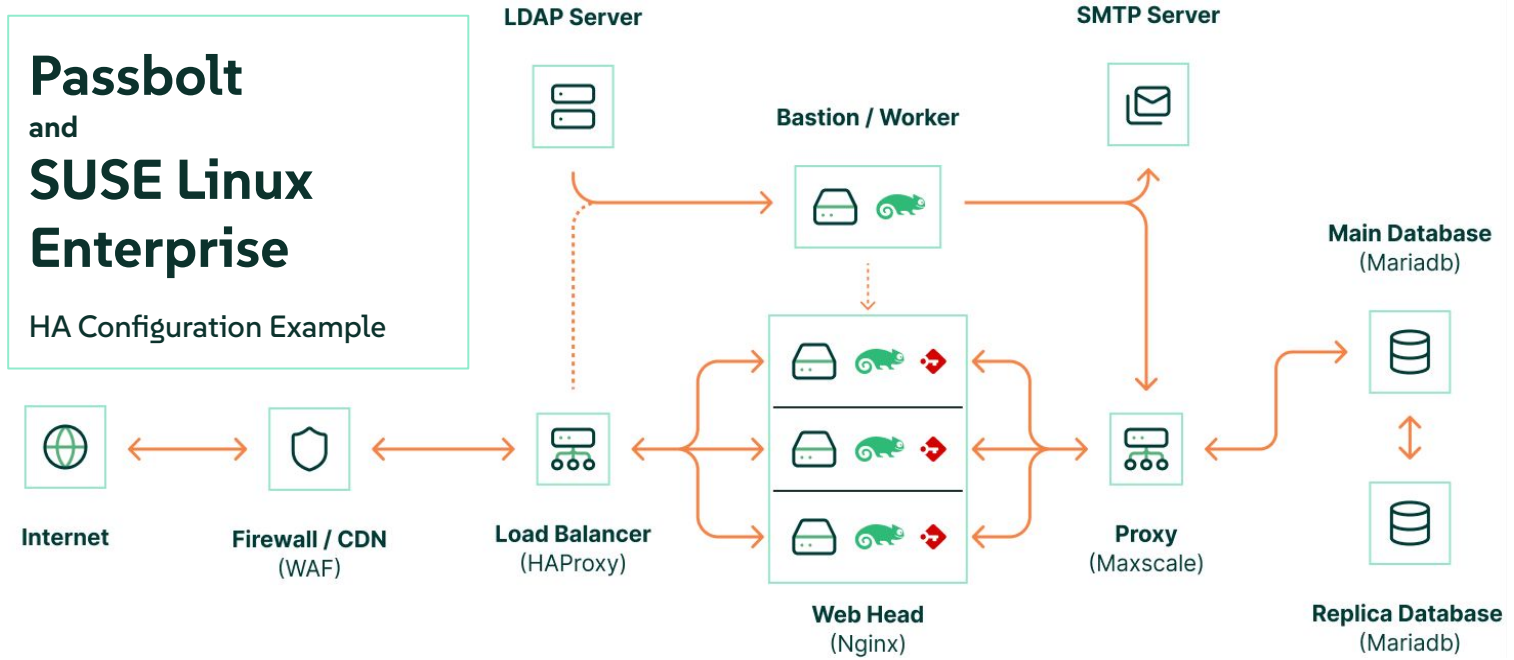 Passbolt
and
SUSE Linux
Enterprise
HA Configuration Example
LDAP Server
SMTP Server
Bastion / Worker
Main Database
(Mariadb)
Internet
Firewall / CDN
(WAF)
Load Balancer
(HAProxy)
Web Head
(Nginx)
Proxy
(Maxscale)
Replica Database
(Mariadb)